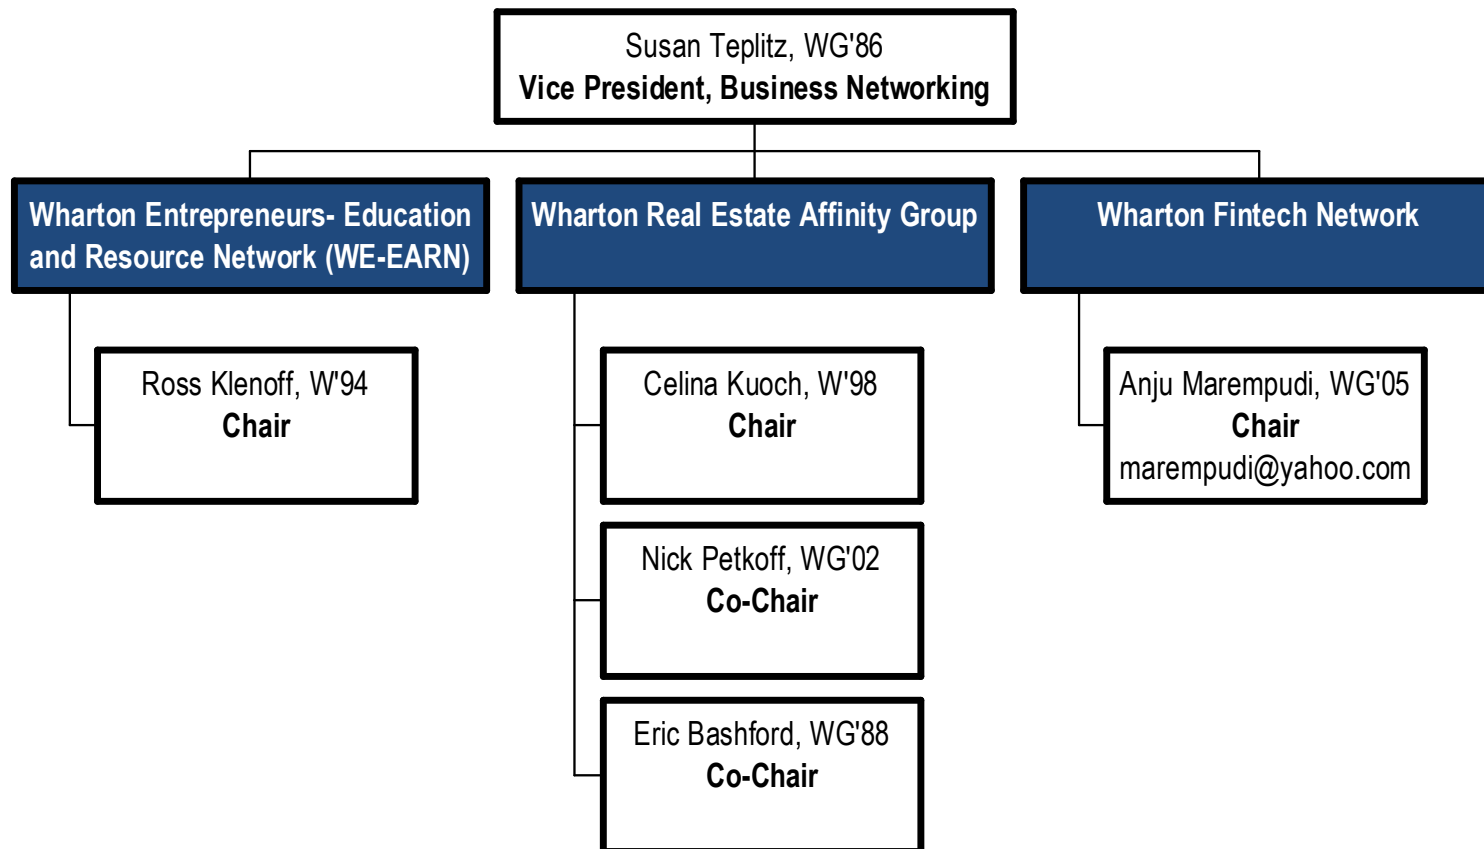 Susan Teplitz, WG'86
Vice President, Business Networking
Wharton Entrepreneurs- Education
and Resource Network (WE-EARN)
Wharton Real Estate Affinity Group
Wharton Fintech Network
Ross Klenoff, W'94
Chair
Celina Kuoch, W'98
Chair
Anju Marempudi, WG'05
Chair
marempudi@yahoo.com
Nick Petkoff, WG'02
Co-Chair
Eric Bashford, WG'88
Co-Chair